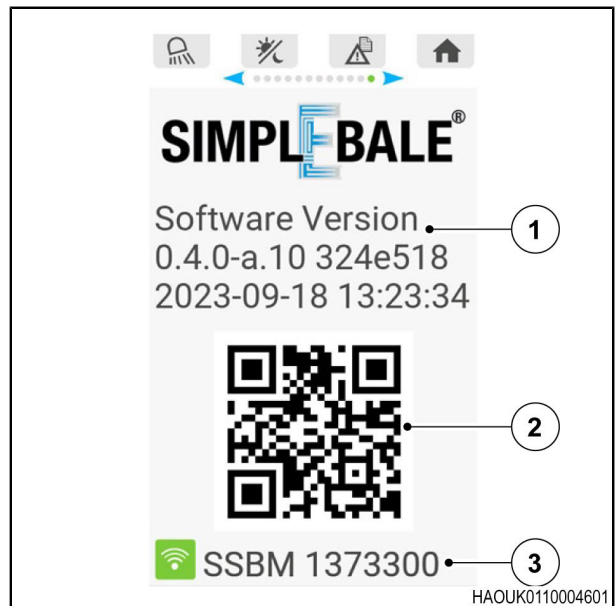 SIMPLEBALE®
Software Version
0.4.0-a.10 324e518
2023-09-18 13:23:34
1
2
SSBM 1373300
3
HAOUK0110004601